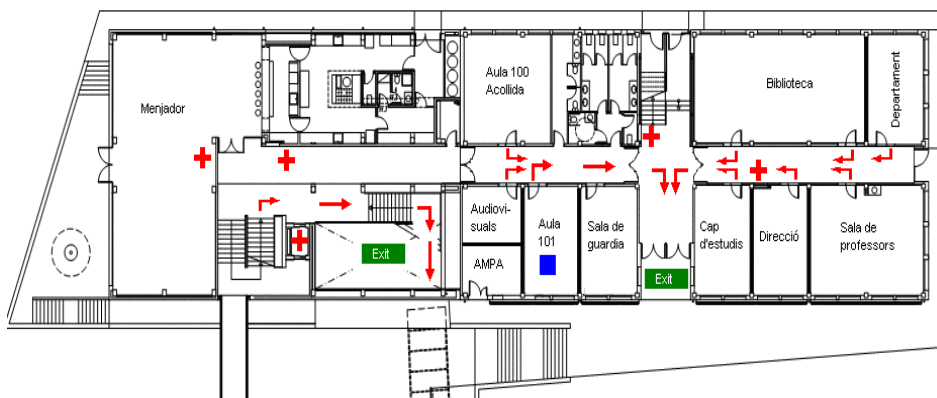 Menjador
Aula 100
Acollida
Biblioteca
Departament
Audiovi-
suals
AMPA
Aula
101
Sala de
guardia
Cap
d'estudis
Direcció
Sala de
professors
Exit
Exit